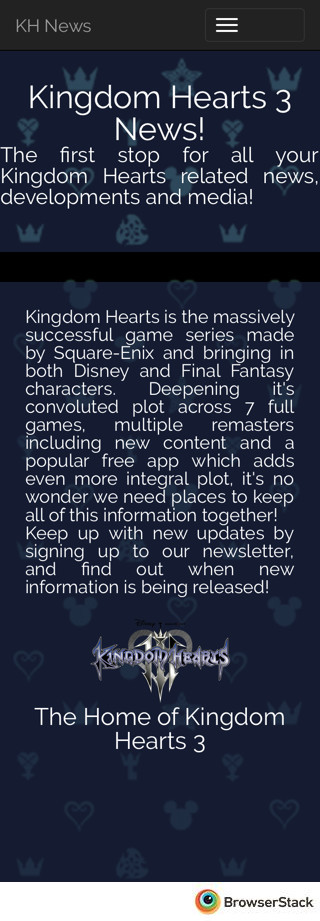 KH News
Kingdom Hearts 3
News!
The first stop for all your
Kingdom Hearts related news,
developments and media!
Kingdom Hearts is the massively
successful game series made
by Square-Enix and bringing in
both Disney and Final Fantasy
characters. Deepening it's
convoluted plot across 7 full
games, multiple remasters
including new content and a
popular free app which adds
even more integral plot, it's no
wonder we need places to keep
all of this information together!
Keep up with new updates by
signing up to our newsletter,
and find out when new
information is being released!
KINGDOM HEARTS
III
The Home of Kingdom
Hearts 3
BrowserStack